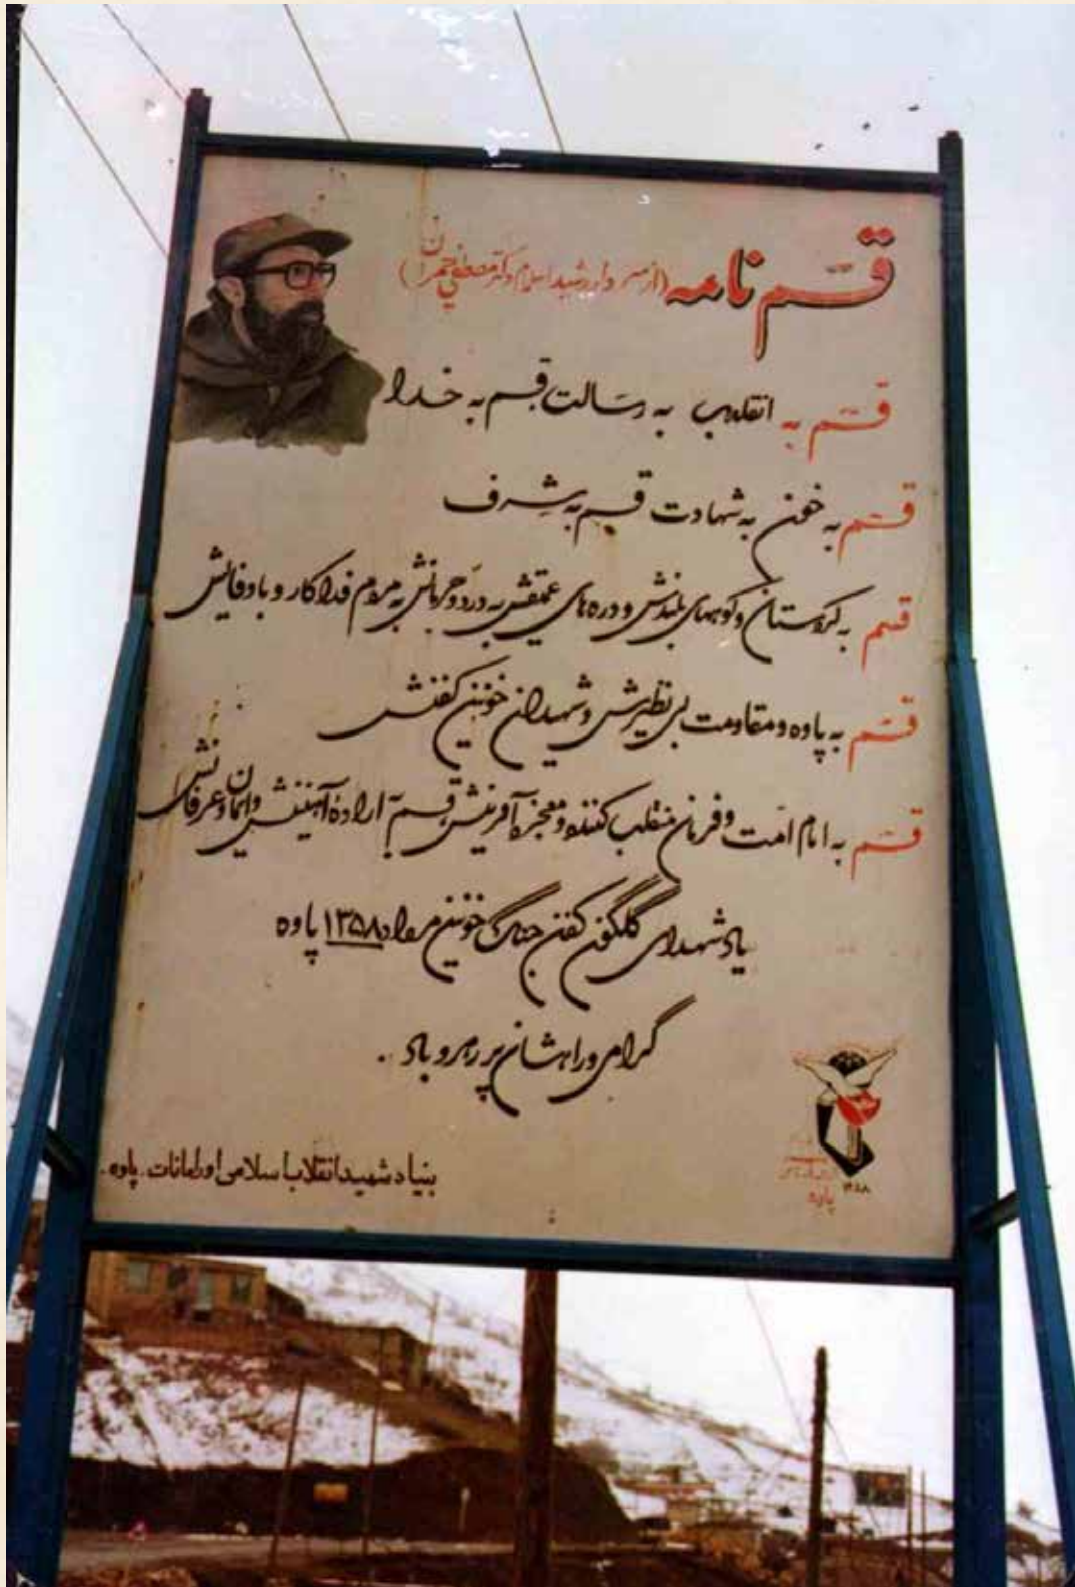 قسم نامه (از سردار رشید اسلام دکتر مصطفی چمران)
قسم به انقلاب به رسالت قسم به خدا
قسم به خون به شهادت قسم به شرف
قسم به کردستان و کوههای بلندش و دره های عمیقش به درد و حرمانش به مردم فداکار و باوفایش
قسم به پاوه و مقاومت بی نظیرش و شهیدان خونین کفنش
قسم به امام امت و فرمان منقلب کننده و معجزه آفرینش قسم به ارادهٔ آهنینش و ایمان و عرفانش
یاد شهدای گلگون کفن جنگ خونین مرداد ۱۳۵۸ پاوه
گرامی و راهشان پر رهرو باد.
بنیاد شهید انقلاب اسلامی اورامانات. پاوه.
پاوه